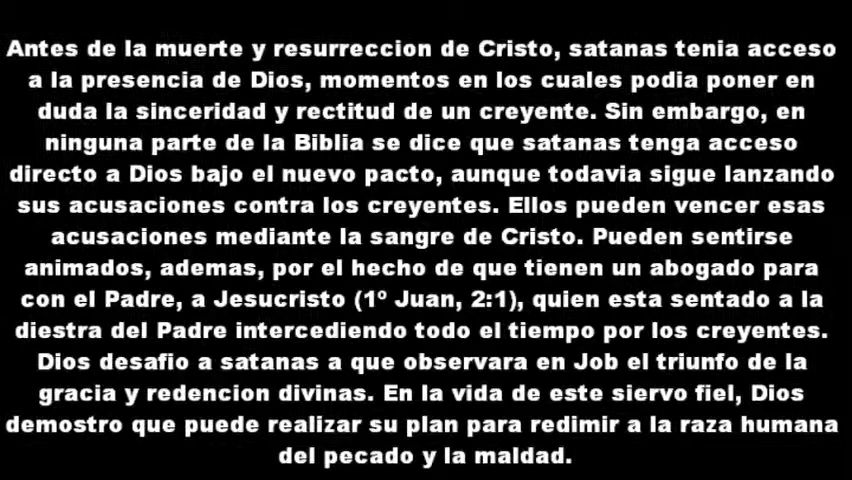 Antes de la muerte y resurreccion de Cristo, satanas tenia acceso
a la presencia de Dios, momentos en los cuales podia poner en
duda la sinceridad y rectitud de un creyente. Sin embargo, en
ninguna parte de la Biblia se dice que satanas tenga acceso
directo a Dios bajo el nuevo pacto, aunque todavia sigue lanzando
sus acusaciones contra los creyentes. Ellos pueden vencer esas
acusaciones mediante la sangre de Cristo. Pueden sentirse
animados, ademas, por el hecho de que tienen un abogado para
con el Padre, a Jesucristo (1º Juan, 2:1), quien esta sentado a la
diestra del Padre intercediendo todo el tiempo por los creyentes.
Dios desafio a satanas a que observara en Job el triunfo de la
gracia y redencion divinas. En la vida de este siervo fiel, Dios
demostro que puede realizar su plan para redimir a la raza humana
del pecado y la maldad.